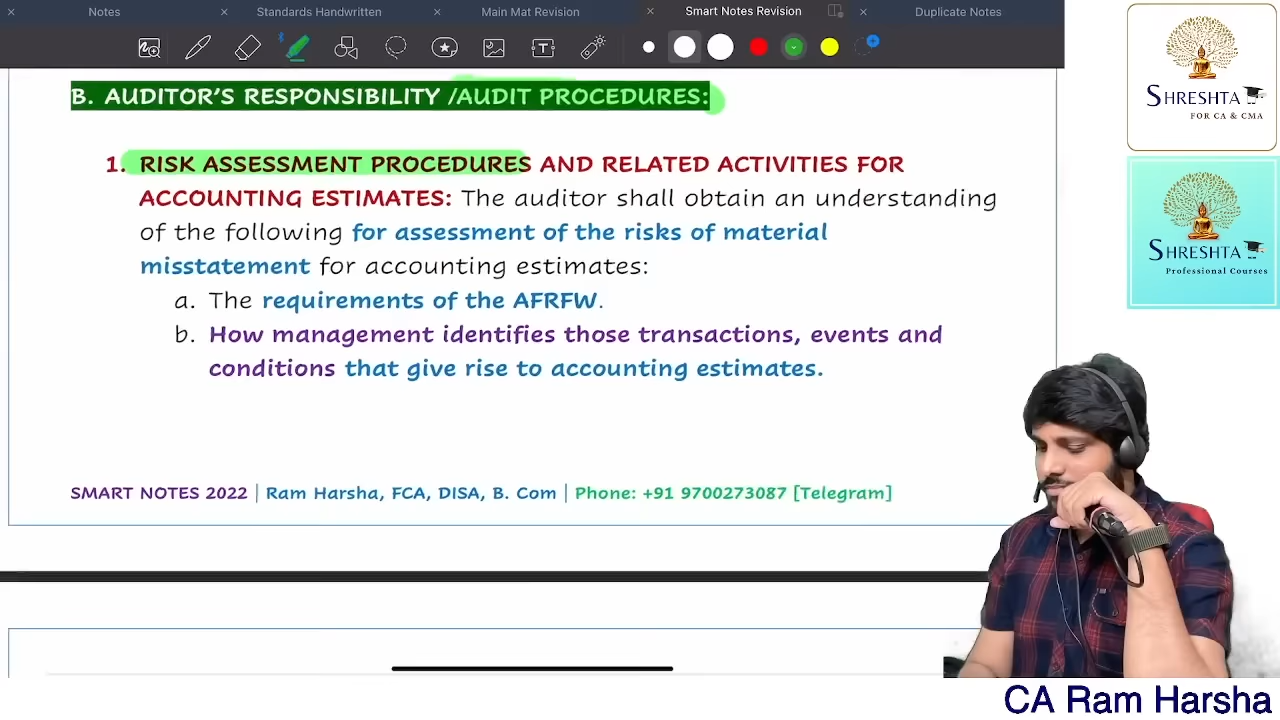 Notes
Standards Handwritten
Main Mat Revision
Smart Notes Revision
Duplicate Notes
B. AUDITOR'S RESPONSIBILITY /AUDIT PROCEDURES:
1. RISK ASSESSMENT PROCEDURES AND RELATED ACTIVITIES FOR
ACCOUNTING ESTIMATES: The auditor shall obtain an understanding
of the following for assessment of the risks of material
misstatement for accounting estimates:
a. The requirements of the AFRFW.
b. How management identifies those transactions, events and
conditions that give rise to accounting estimates.
SMART NOTES 2022 | Ram Harsha, FCA, DISA, B. Com | Phone: +91 9700273087 [Telegram]
SHRESHTA
FOR CA & CMA
SHRESHTA
Professional Courses
CA Ram Harsha